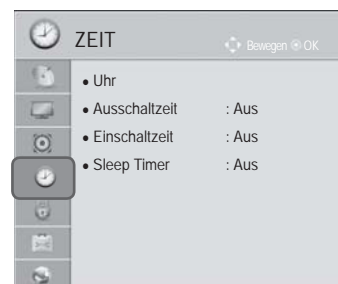 ZEIT
Bewegen OK
• Uhr
• Ausschaltzeit : Aus
• Einschaltzeit : Aus
• Sleep Timer : Aus